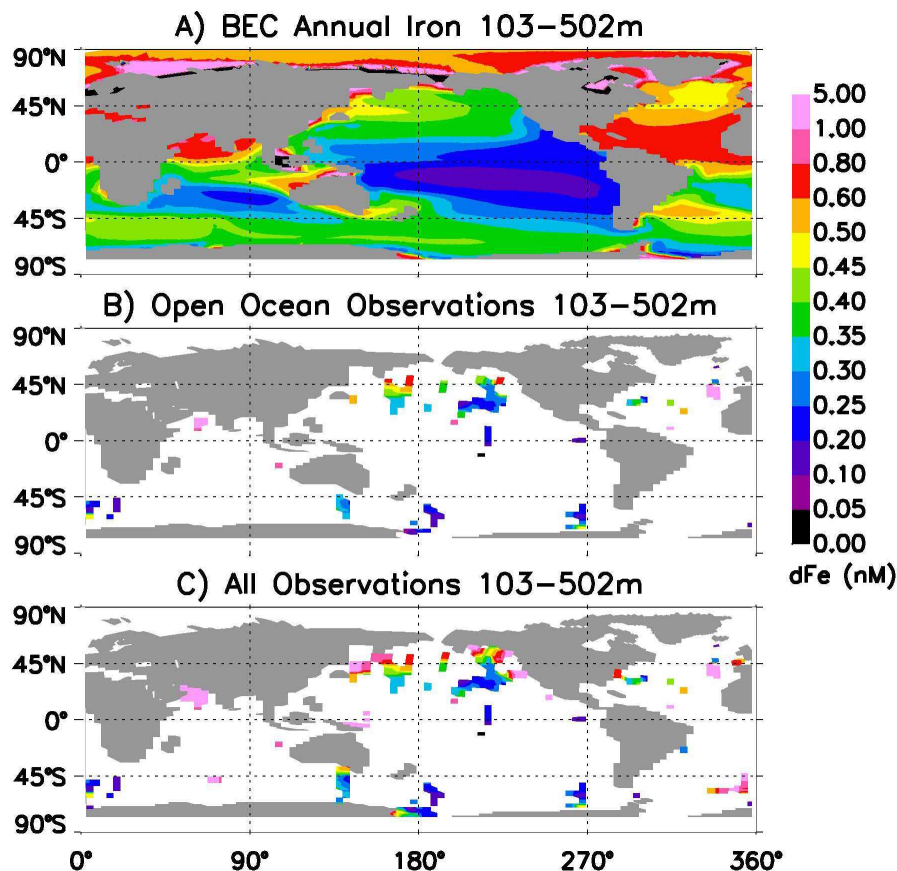 A) BEC Annual Iron 103-502m
90°N
45°N
0°
45°S
90°S
B) Open Ocean Observations 103-502m
90°N
45°N
0°
45°S
90°S
C) All Observations 103-502m
90°N
45°N
0°
45°S
90°S
0° 90° 180° 270° 360°
5.00
1.00
0.80
0.60
0.50
0.45
0.40
0.35
0.30
0.25
0.20
0.10
0.05
0.00
dFe (nM)